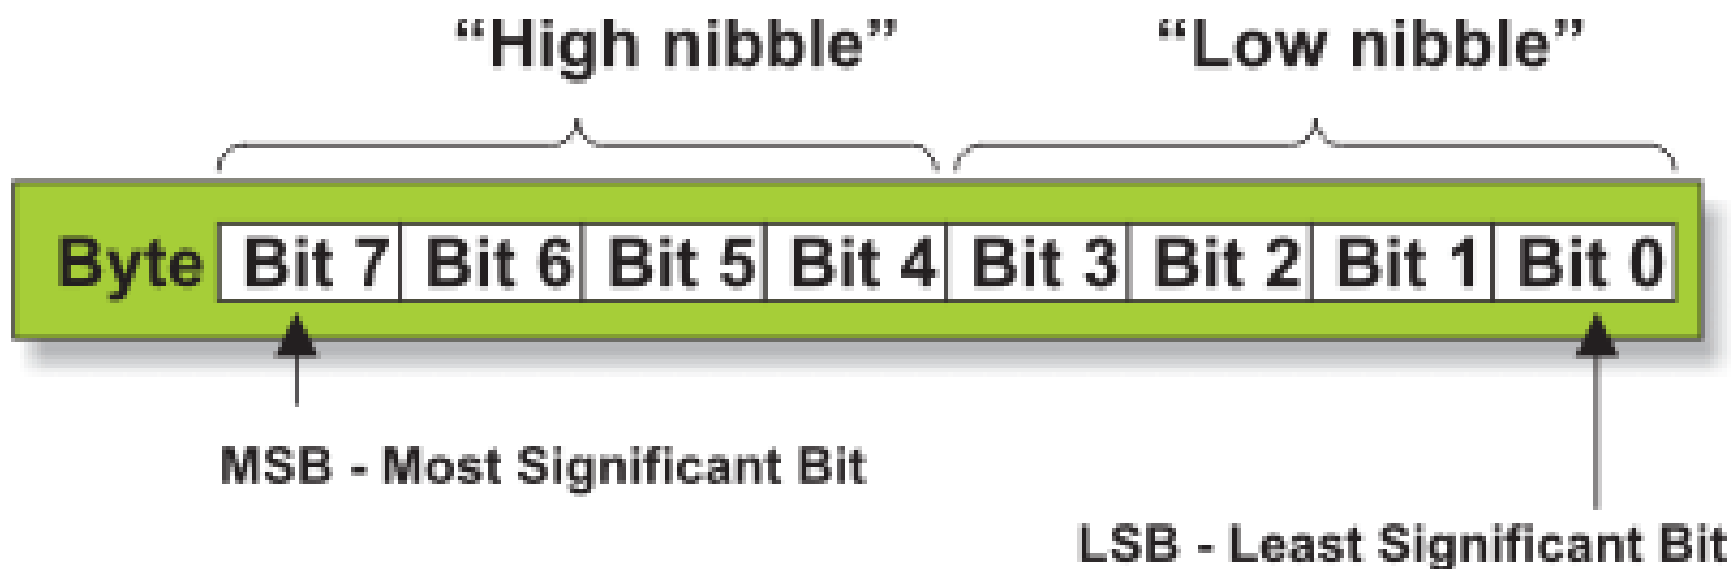 “High nibble” “Low nibble”
Byte Bit 7 Bit 6 Bit 5 Bit 4 Bit 3 Bit 2 Bit 1 Bit 0
MSB - Most Significant Bit
LSB - Least Significant Bit